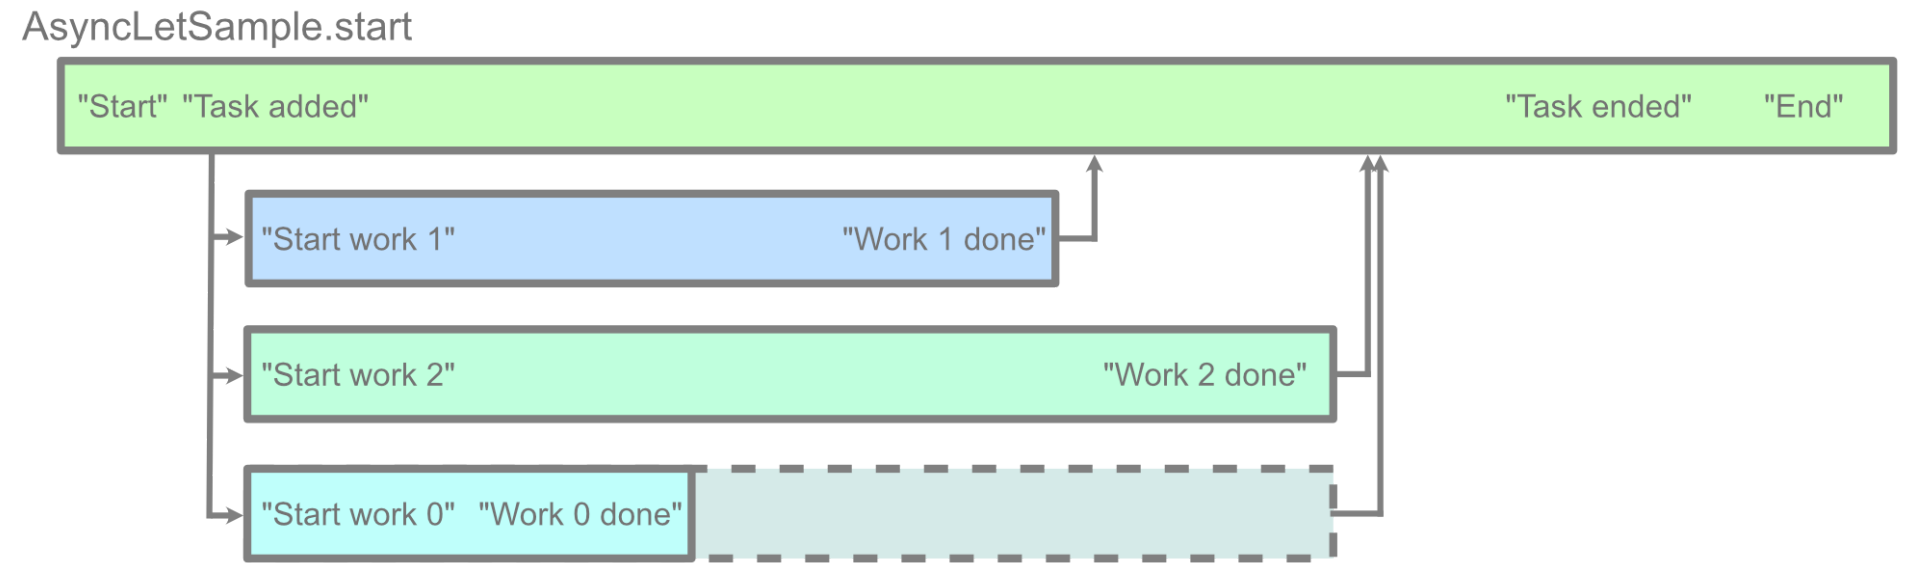 AsyncLetSample.start
"Start" "Task added" "Task ended" "End"
"Start work 1" "Work 1 done"
"Start work 2" "Work 2 done"
"Start work 0" "Work 0 done"